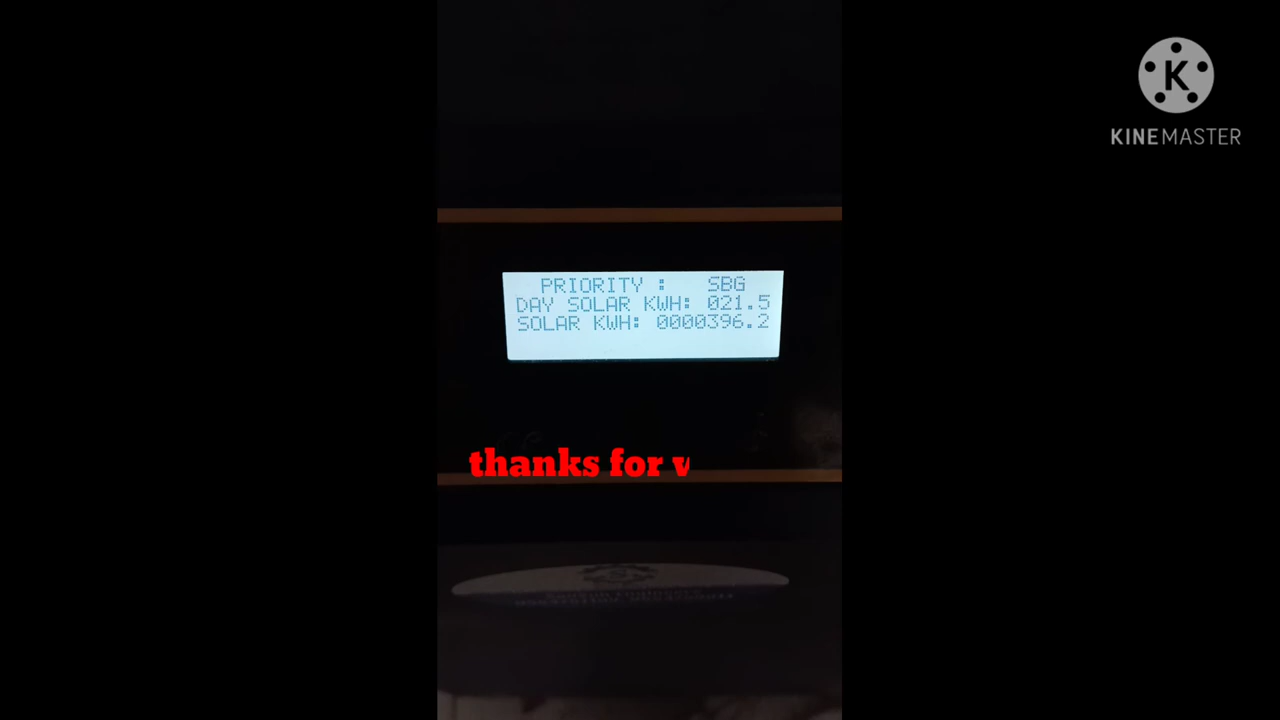 K
KINEMASTER
PRIORITY : SBG
DAY SOLAR KWH: 021.5
SOLAR KWH: 0000396.2
thanks for v